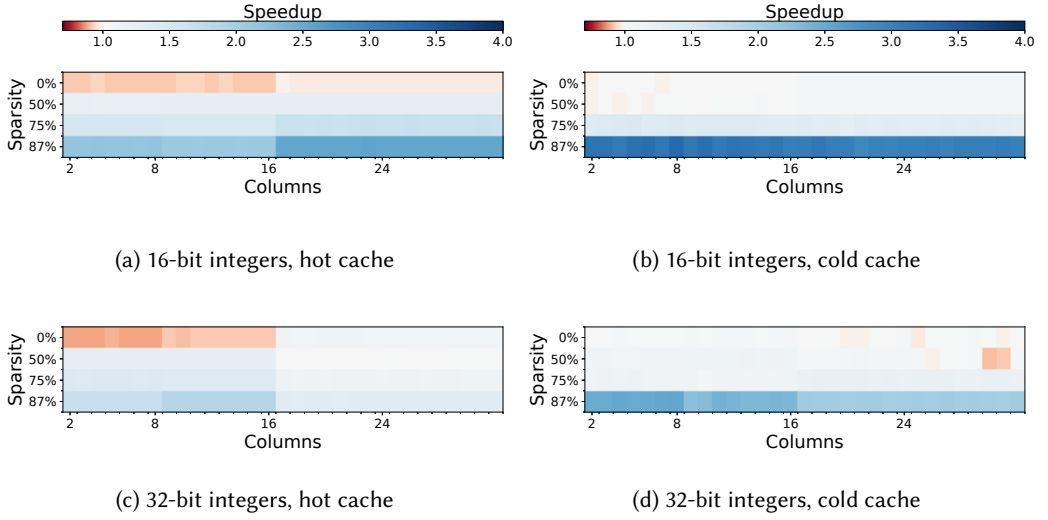 Speedup
1.0 1.5 2.0 2.5 3.0 3.5 4.0
Sparsity
0%
50%
75%
87%
2 8 16 24
Columns
(a) 16-bit integers, hot cache
Speedup
1.0 1.5 2.0 2.5 3.0 3.5 4.0
Sparsity
0%
50%
75%
87%
2 8 16 24
Columns
(b) 16-bit integers, cold cache
Sparsity
0%
50%
75%
87%
2 8 16 24
Columns
(c) 32-bit integers, hot cache
Sparsity
0%
50%
75%
87%
2 8 16 24
Columns
(d) 32-bit integers, cold cache